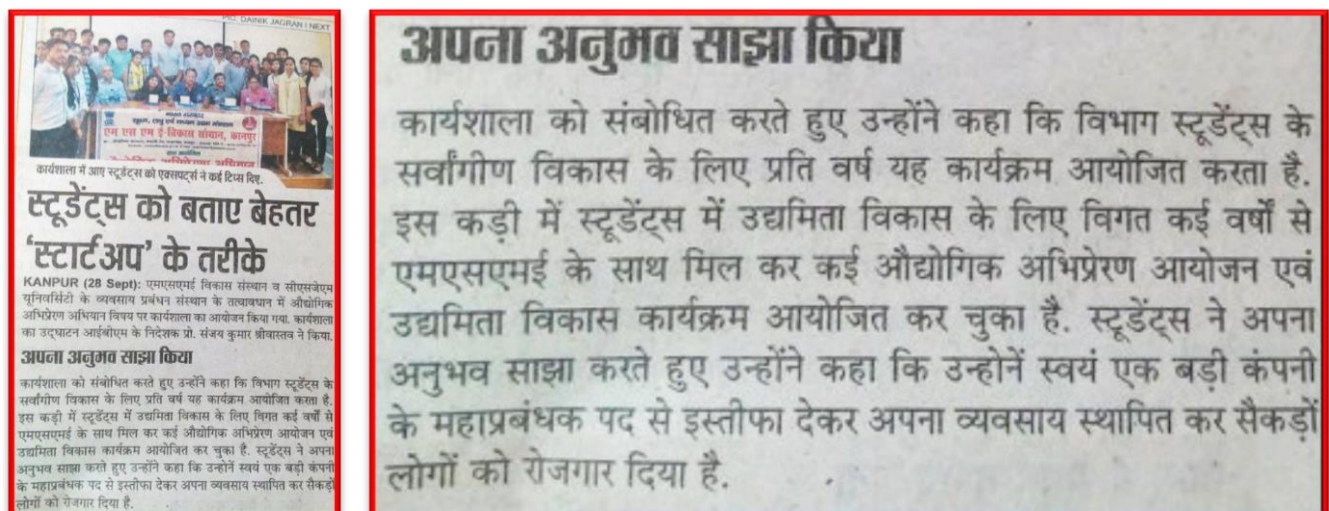 PIC: DAINIK JAGRAN I NEXT
एम एस एम ई-विकास संस्थान, कानपुर
कार्यशाला में आए स्टूडेंट्स को एक्सपर्ट्स ने कई टिप्स दिए.
स्टूडेंट्स को बताए बेहतर
‘स्टार्टअप’ के तरीके
KANPUR (28 Sept): एमएसएमई विकास संस्थान व सीएसजेएम
यूनिवर्सिटी के व्यवसाय प्रबंधन संस्थान के तत्वावधान में औद्योगिक
अभिप्रेरण अभियान विषय पर कार्यशाला का आयोजन किया गया. कार्यशाला
का उद्घाटन आईबीएम के निदेशक प्रो. संजय कुमार श्रीवास्तव ने किया.
अपना अनुभव साझा किया
कार्यशाला को संबोधित करते हुए उन्होंने कहा कि विभाग स्टूडेंट्स के
सर्वांगीण विकास के लिए प्रति वर्ष यह कार्यक्रम आयोजित करता है.
इस कड़ी में स्टूडेंट्स में उद्यमिता विकास के लिए विगत कई वर्षों से
एमएसएमई के साथ मिल कर कई औद्योगिक अभिप्रेरण आयोजन एवं
उद्यमिता विकास कार्यक्रम आयोजित कर चुका है. स्टूडेंट्स ने अपना
अनुभव साझा करते हुए उन्होंने कहा कि उन्होनें स्वयं एक बड़ी कंपनी
के महाप्रबंधक पद से इस्तीफा देकर अपना व्यवसाय स्थापित कर सैकड़ों
लोगों को रोजगार दिया है.
अपना अनुभव साझा किया
कार्यशाला को संबोधित करते हुए उन्होंने कहा कि विभाग स्टूडेंट्स के
सर्वांगीण विकास के लिए प्रति वर्ष यह कार्यक्रम आयोजित करता है.
इस कड़ी में स्टूडेंट्स में उद्यमिता विकास के लिए विगत कई वर्षों से
एमएसएमई के साथ मिल कर कई औद्योगिक अभिप्रेरण आयोजन एवं
उद्यमिता विकास कार्यक्रम आयोजित कर चुका है. स्टूडेंट्स ने अपना
अनुभव साझा करते हुए उन्होंने कहा कि उन्होनें स्वयं एक बड़ी कंपनी
के महाप्रबंधक पद से इस्तीफा देकर अपना व्यवसाय स्थापित कर सैकड़ों
लोगों को रोजगार दिया है.